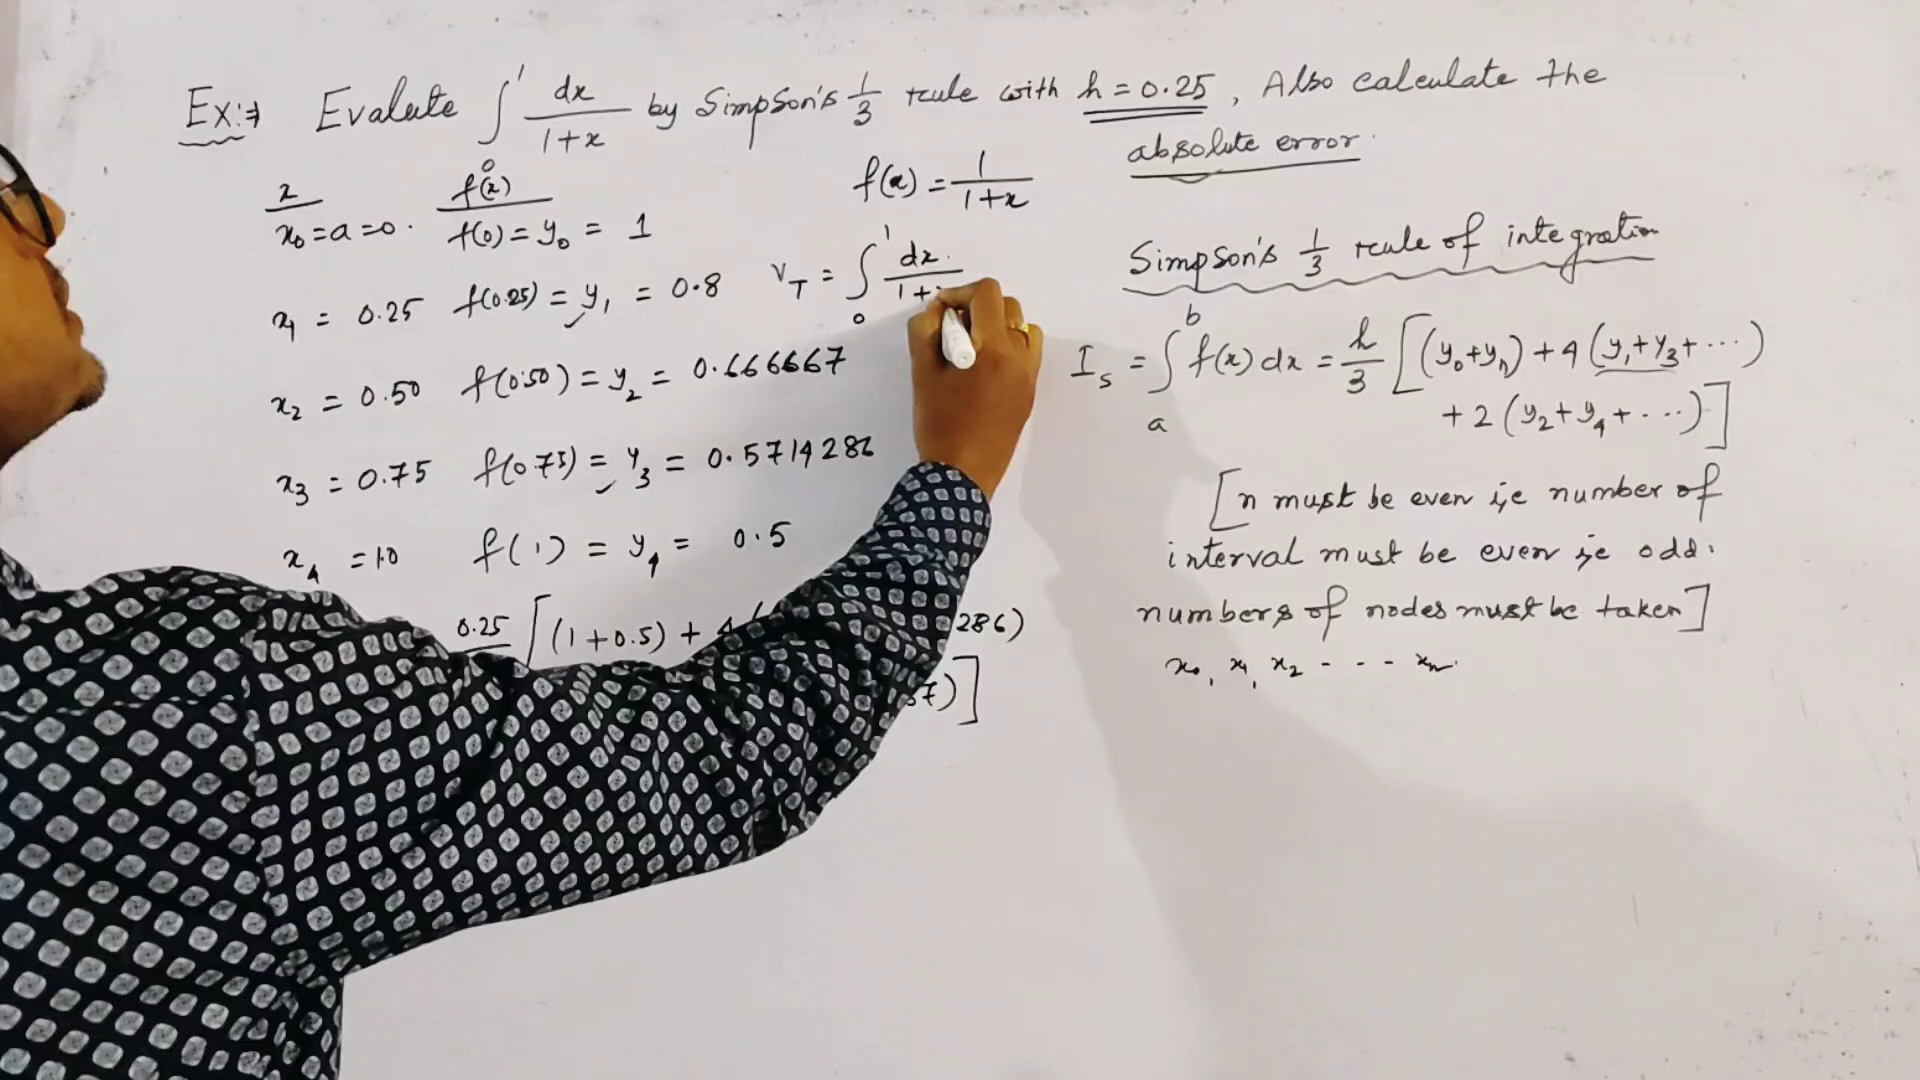 Ex:⇒ Evalute ∫₀¹ dx/(1+x) by Simpson's 1/3 rule with h = 0.25, Also calculate the
absolute error.
x f(x) f(x) = 1/(1+x)
x₀ = a = 0. f(0) = y₀ = 1
x₁ = 0.25 f(0.25) = y₁ = 0.8 V_T = ∫₀¹ dx/1+
x₂ = 0.50 f(0.50) = y₂ = 0.666667
x₃ = 0.75 f(0.75) = y₃ = 0.5714286
x₄ = 1.0 f(1) = y₄ = 0.5
0.25 [(1+0.5) + 4( 286)
67)]
Simpson's 1/3 rule of integration
I_s = ∫ₐᵇ f(x) dx = h/3 [(y₀+yₙ) + 4 (y₁+y₃+ ...)
+ 2 (y₂+y₄+ ...)]
[n must be even i,e number of
interval must be even i,e odd.
numbers of nodes must be taken]
x₀, x₁, x₂ - - - xₙ.